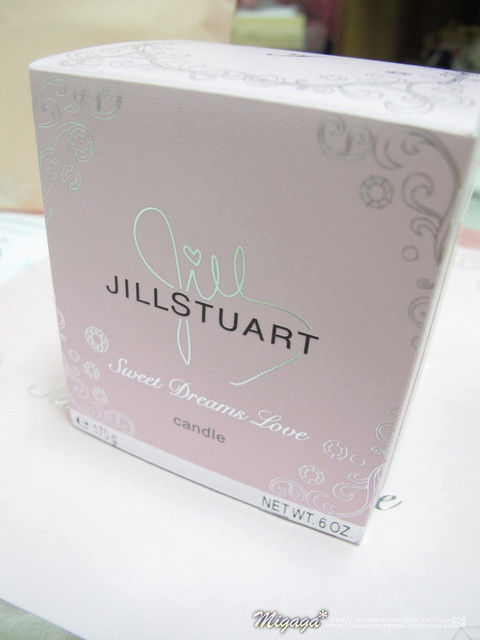 Jill
JILLSTUART
Sweet Dreams Love
candle
℮ 170g
NET WT. 6 OZ.
Migaga*